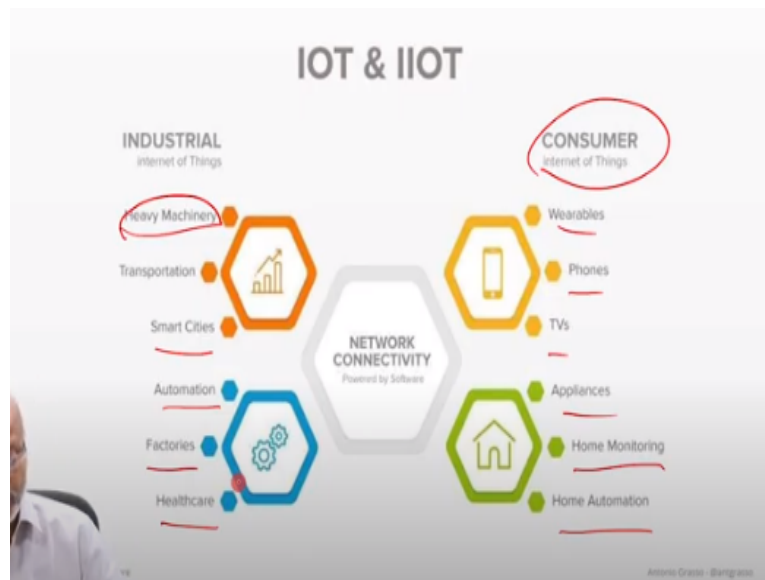 IOT & IIOT
INDUSTRIAL
Internet of Things
CONSUMER
Internet of Things
Heavy Machinery
Transportation
Smart Cities
Automation
Factories
Healthcare
NETWORK
CONNECTIVITY
Powered by Software
Wearables
Phones
TVs
Appliances
Home Monitoring
Home Automation
Antonio Grasso - @antgrasso